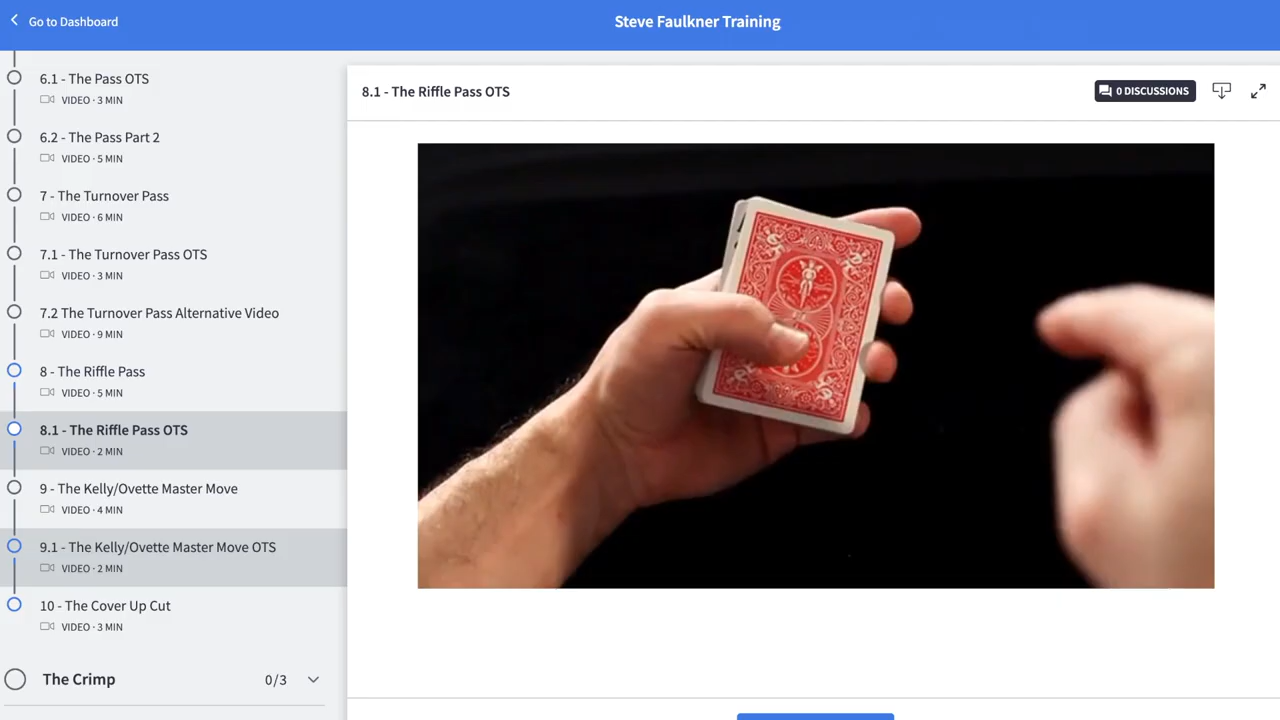 Go to Dashboard
Steve Faulkner Training
6.1 - The Pass OTS
VIDEO · 3 MIN
6.2 - The Pass Part 2
VIDEO · 5 MIN
7 - The Turnover Pass
VIDEO · 6 MIN
7.1 - The Turnover Pass OTS
VIDEO · 3 MIN
7.2 The Turnover Pass Alternative Video
VIDEO · 9 MIN
8 - The Riffle Pass
VIDEO · 5 MIN
8.1 - The Riffle Pass OTS
VIDEO · 2 MIN
9 - The Kelly/Ovette Master Move
VIDEO · 4 MIN
9.1 - The Kelly/Ovette Master Move OTS
VIDEO · 2 MIN
10 - The Cover Up Cut
VIDEO · 3 MIN
The Crimp 0/3
8.1 - The Riffle Pass OTS
0 DISCUSSIONS